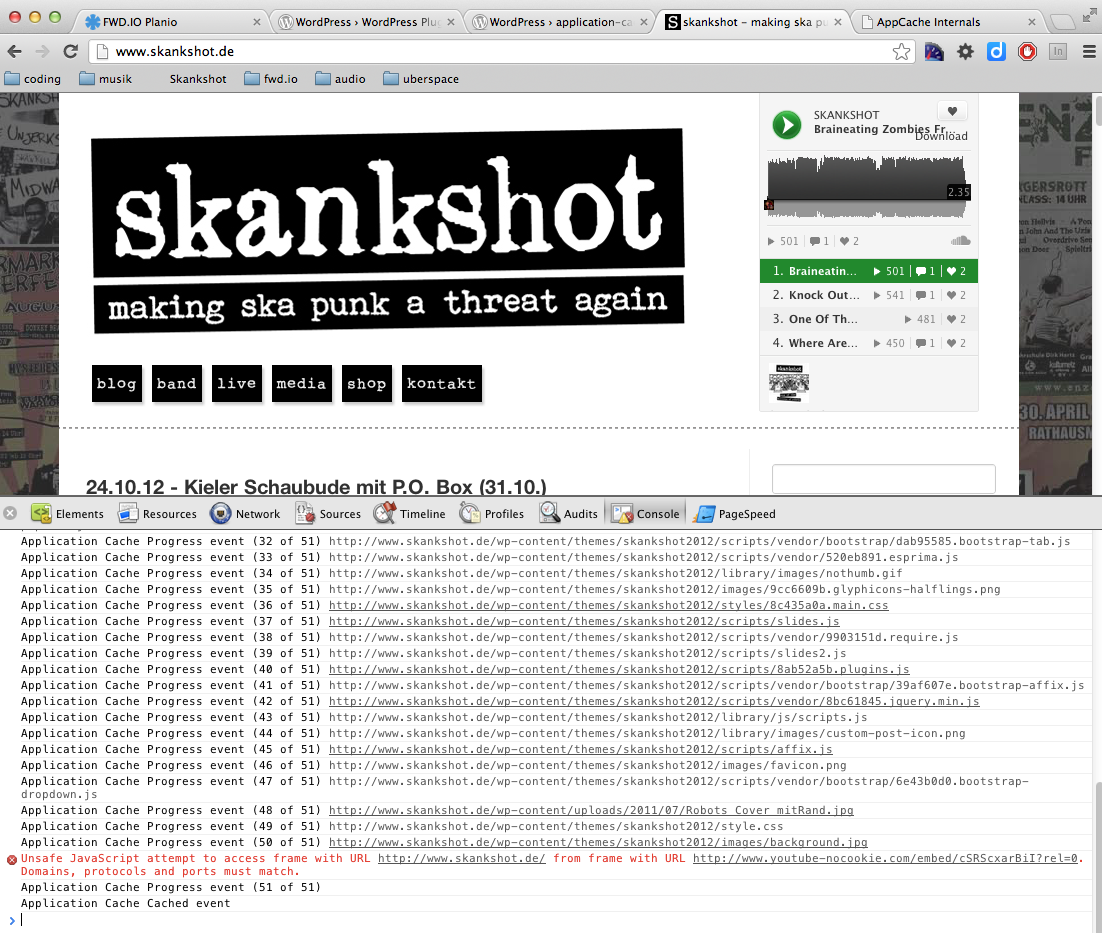 FWD.IO Planio
WordPress › WordPress Plu
WordPress › application-ca
skankshot – making ska pu
AppCache Internals
www.skankshot.de
coding
musik
Skankshot
fwd.io
audio
uberspace
skankshot
making ska punk a threat again
blog
band
live
media
shop
kontakt
SKANKSHOT
Braineating Zombies Fr...
Download
2.35
501 1 2
1. Braineatin... 501 1 2
2. Knock Out... 541 1 2
3. One Of Th... 481 2
4. Where Are... 450 1 2
30. APRIL
24.10.12 - Kieler Schaubude mit P.O. Box (31.10.)
Elements
Resources
Network
Sources
Timeline
Profiles
Audits
Console
PageSpeed
Application Cache Progress event (32 of 51) http://www.skankshot.de/wp-content/themes/skankshot2012/scripts/vendor/bootstrap/dab95585.bootstrap-tab.js
Application Cache Progress event (33 of 51) http://www.skankshot.de/wp-content/themes/skankshot2012/scripts/vendor/520eb891.esprima.js
Application Cache Progress event (34 of 51) http://www.skankshot.de/wp-content/themes/skankshot2012/library/images/nothumb.gif
Application Cache Progress event (35 of 51) http://www.skankshot.de/wp-content/themes/skankshot2012/images/9cc6609b.glyphicons-halflings.png
Application Cache Progress event (36 of 51) http://www.skankshot.de/wp-content/themes/skankshot2012/styles/8c435a0a.main.css
Application Cache Progress event (37 of 51) http://www.skankshot.de/wp-content/themes/skankshot2012/scripts/slides.js
Application Cache Progress event (38 of 51) http://www.skankshot.de/wp-content/themes/skankshot2012/scripts/vendor/9903151d.require.js
Application Cache Progress event (39 of 51) http://www.skankshot.de/wp-content/themes/skankshot2012/scripts/slides2.js
Application Cache Progress event (40 of 51) http://www.skankshot.de/wp-content/themes/skankshot2012/scripts/8ab52a5b.plugins.js
Application Cache Progress event (41 of 51) http://www.skankshot.de/wp-content/themes/skankshot2012/scripts/vendor/bootstrap/39af607e.bootstrap-affix.js
Application Cache Progress event (42 of 51) http://www.skankshot.de/wp-content/themes/skankshot2012/scripts/vendor/8bc61845.jquery.min.js
Application Cache Progress event (43 of 51) http://www.skankshot.de/wp-content/themes/skankshot2012/library/js/scripts.js
Application Cache Progress event (44 of 51) http://www.skankshot.de/wp-content/themes/skankshot2012/library/images/custom-post-icon.png
Application Cache Progress event (45 of 51) http://www.skankshot.de/wp-content/themes/skankshot2012/scripts/affix.js
Application Cache Progress event (46 of 51) http://www.skankshot.de/wp-content/themes/skankshot2012/images/favicon.png
Application Cache Progress event (47 of 51) http://www.skankshot.de/wp-content/themes/skankshot2012/scripts/vendor/bootstrap/6e43b0d0.bootstrap-
dropdown.js
Application Cache Progress event (48 of 51) http://www.skankshot.de/wp-content/uploads/2011/07/Robots_Cover_mitRand.jpg
Application Cache Progress event (49 of 51) http://www.skankshot.de/wp-content/themes/skankshot2012/style.css
Application Cache Progress event (50 of 51) http://www.skankshot.de/wp-content/themes/skankshot2012/images/background.jpg
Unsafe JavaScript attempt to access frame with URL http://www.skankshot.de/ from frame with URL http://www.youtube-nocookie.com/embed/cSRScxarBiI?rel=0.
Domains, protocols and ports must match.
Application Cache Progress event (51 of 51)
Application Cache Cached event